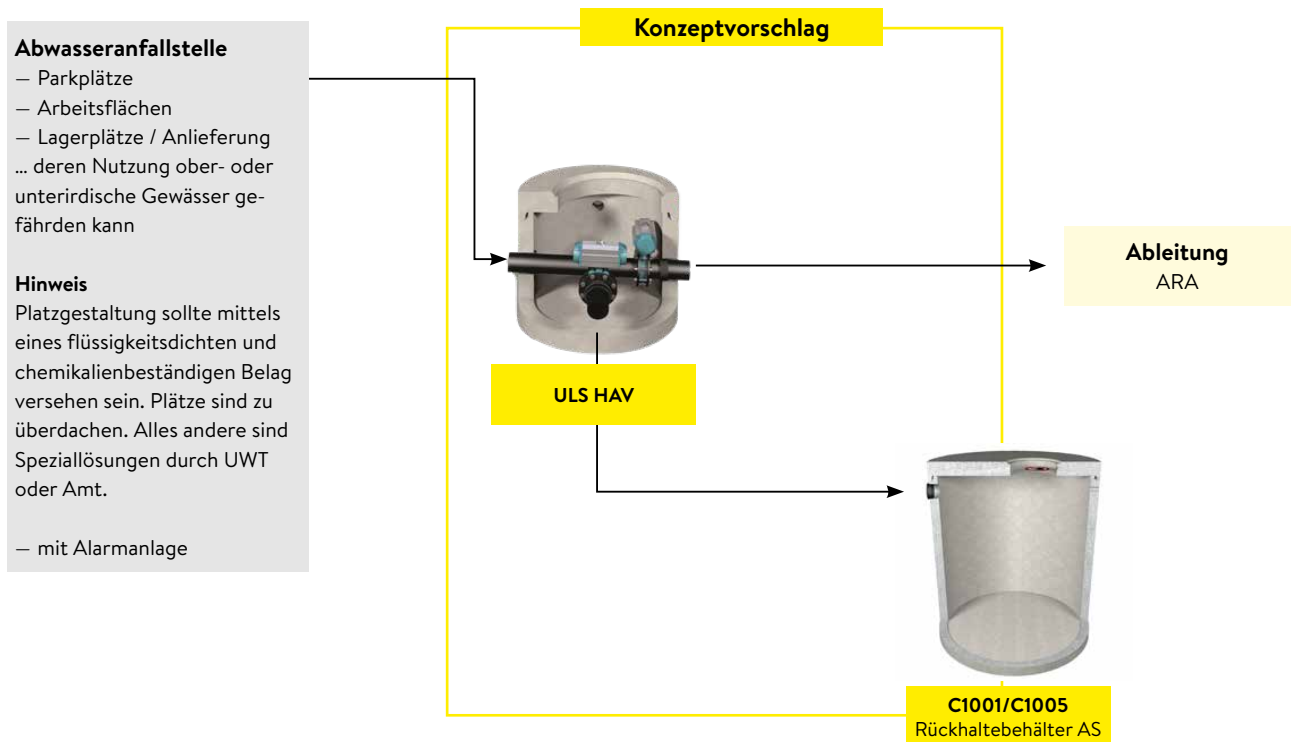 Konzeptvorschlag
Abwasseranfallstelle
— Parkplätze
— Arbeitsflächen
— Lagerplätze / Anlieferung
... deren Nutzung ober- oder
unterirdische Gewässer ge-
fährden kann
Hinweis
Platzgestaltung sollte mittels
eines flüssigkeitsdichten und
chemikalienbeständigen Belag
versehen sein. Plätze sind zu
überdachen. Alles andere sind
Speziallösungen durch UWT
oder Amt.
— mit Alarmanlage
ULS HAV
Ableitung
ARA
C1001/C1005
Rückhaltebehälter AS